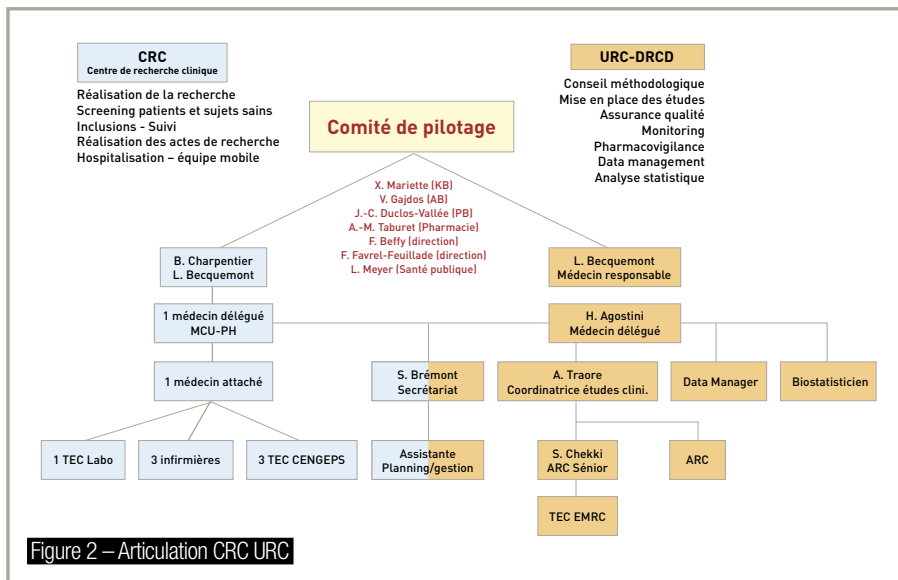 CRC
Centre de recherche clinique
Réalisation de la recherche
Screening patients et sujets sains
Inclusions - Suivi
Réalisation des actes de recherche
Hospitalisation – équipe mobile
URC-DRCD
Conseil méthodologique
Mise en place des études
Assurance qualité
Monitoring
Pharmacovigilance
Data management
Analyse statistique
Comité de pilotage
X. Mariette (KB)
V. Gajdos (AB)
J.-C. Duclos-Vallée (PB)
A.-M. Taburet (Pharmacie)
F. Beffy (direction)
F. Favrel-Feuillade (direction)
L. Meyer (Santé publique)
B. Charpentier
L. Becquemont
L. Becquemont
Médecin responsable
1 médecin délégué
MCU-PH
H. Agostini
Médecin délégué
1 médecin attaché
S. Brémont
Secrétariat
A. Traore
Coordinatrice études clini.
Data Manager
Biostatisticien
1 TEC Labo
3 infirmières
3 TEC CENGEPS
Assistante
Planning/gestion
S. Chekki
ARC Sénior
ARC
TEC EMRC
Figure 2 – Articulation CRC URC